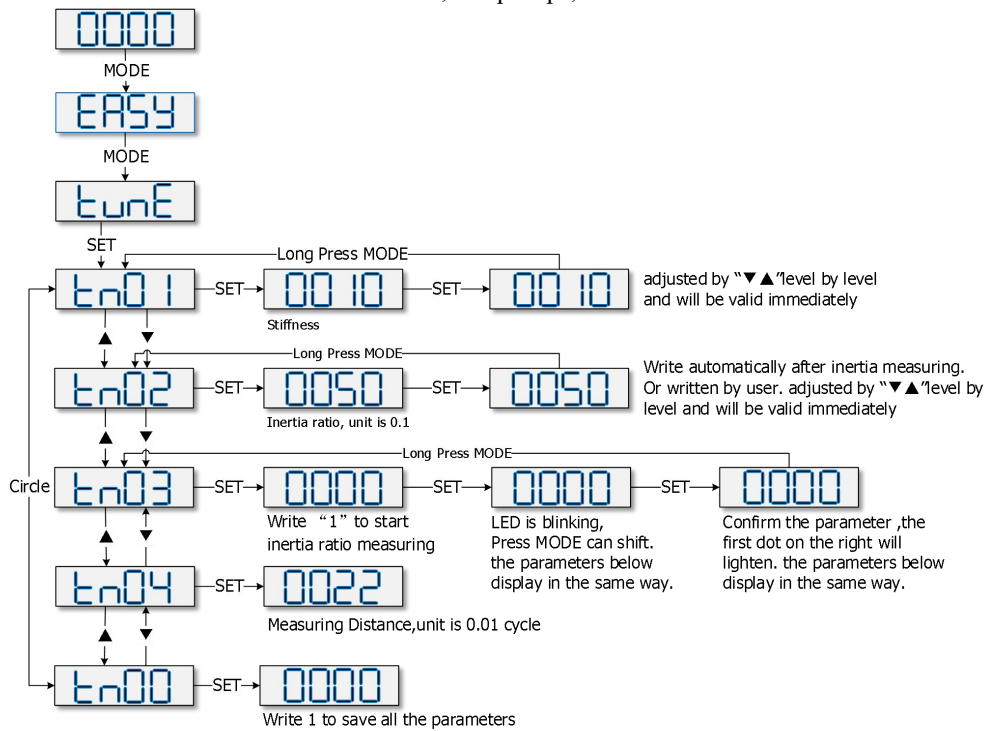 0000
MODE
EASY
MODE
tunE
SET
Long Press MODE
tn01
SET
0010
SET
0010
adjusted by “▼▲”level by level
and will be valid immediately
Stiffness
▲
▼
Long Press MODE
tn02
SET
0050
SET
0050
Write automatically after inertia measuring.
Or written by user. adjusted by “▼▲”level by
level and will be valid immediately
Inertia ratio, unit is 0.1
▲
▼
Long Press MODE
Circle
tn03
SET
0000
SET
0000
SET
0000
Write “1” to start
inertia ratio measuring
LED is blinking,
Press MODE can shift.
the parameters below
display in the same way.
Confirm the parameter ,the
first dot on the right will
lighten. the parameters below
display in the same way.
▲
▼
tn04
SET
0022
Measuring Distance,unit is 0.01 cycle
▲
▼
tn00
SET
0000
Write 1 to save all the parameters